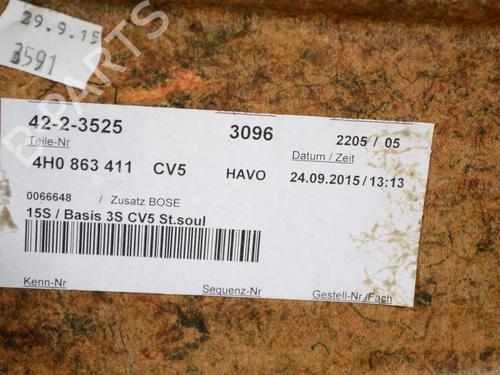 29.9.15
3591
B-PARTS
42-2-3525 3096 2205 / 05
Teile-Nr Datum / Zeit
4H0 863 411 CV5 HAVO 24.09.2015/13:13
0066648 / Zusatz BOSE
15S / Basis 3S CV5 St.soul
Kenn-Nr Sequenz-Nr Gestell-Nr /Fach